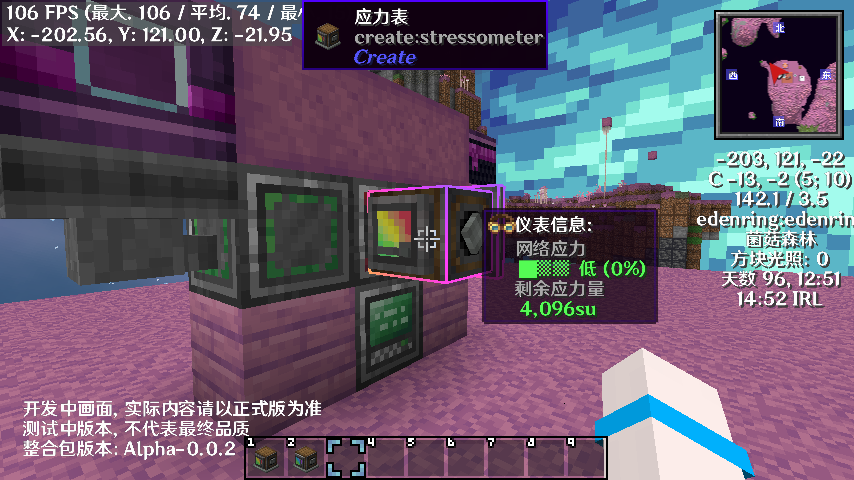 106 FPS (最大. 106 / 平均. 74 / 最小
X: -202.56, Y: 121.00, Z: -21.95
应力表
create:stressometer
Create
北
西
东
南
-203, 121, -22
C -13, -2 (5; 10)
142.1 / 3.5
edenring:edenrin
菌菇森林
方块光照: 0
天数 96, 12:51
14:52 IRL
仪表信息:
网络应力
低 (0%)
剩余应力量
4,096su
开发中画面, 实际内容请以正式版为准
测试中版本, 不代表最终品质
整合包版本: Alpha-0.0.2
1 2 4 5 6 7 8 9